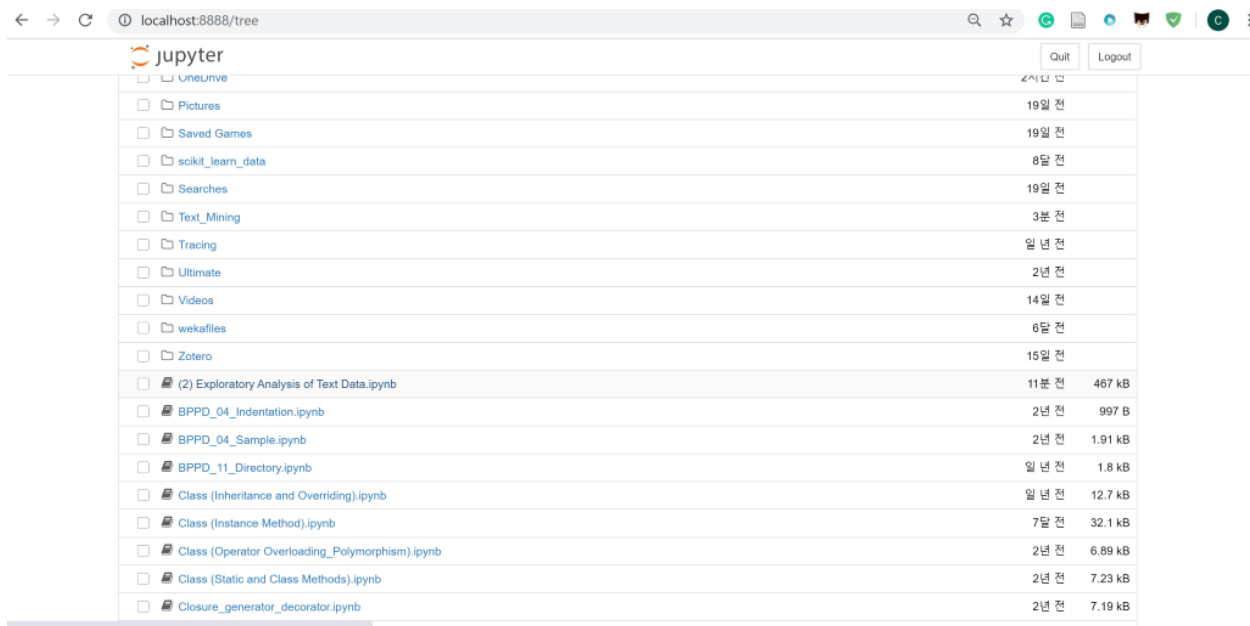 localhost:8888/tree
C
jupyter Quit Logout
OneDrive 2시간 전
Pictures 19일 전
Saved Games 19일 전
scikit_learn_data 8달 전
Searches 19일 전
Text_Mining 3분 전
Tracing 일 년 전
Ultimate 2년 전
Videos 14일 전
wekafiles 6달 전
Zotero 15일 전
(2) Exploratory Analysis of Text Data.ipynb 11분 전 467 kB
BPPD_04_Indentation.ipynb 2년 전 997 B
BPPD_04_Sample.ipynb 2년 전 1.91 kB
BPPD_11_Directory.ipynb 일 년 전 1.8 kB
Class (Inheritance and Overriding).ipynb 일 년 전 12.7 kB
Class (Instance Method).ipynb 7달 전 32.1 kB
Class (Operator Overloading_Polymorphism).ipynb 2년 전 6.89 kB
Class (Static and Class Methods).ipynb 2년 전 7.23 kB
Closure_generator_decorator.ipynb 2년 전 7.19 kB